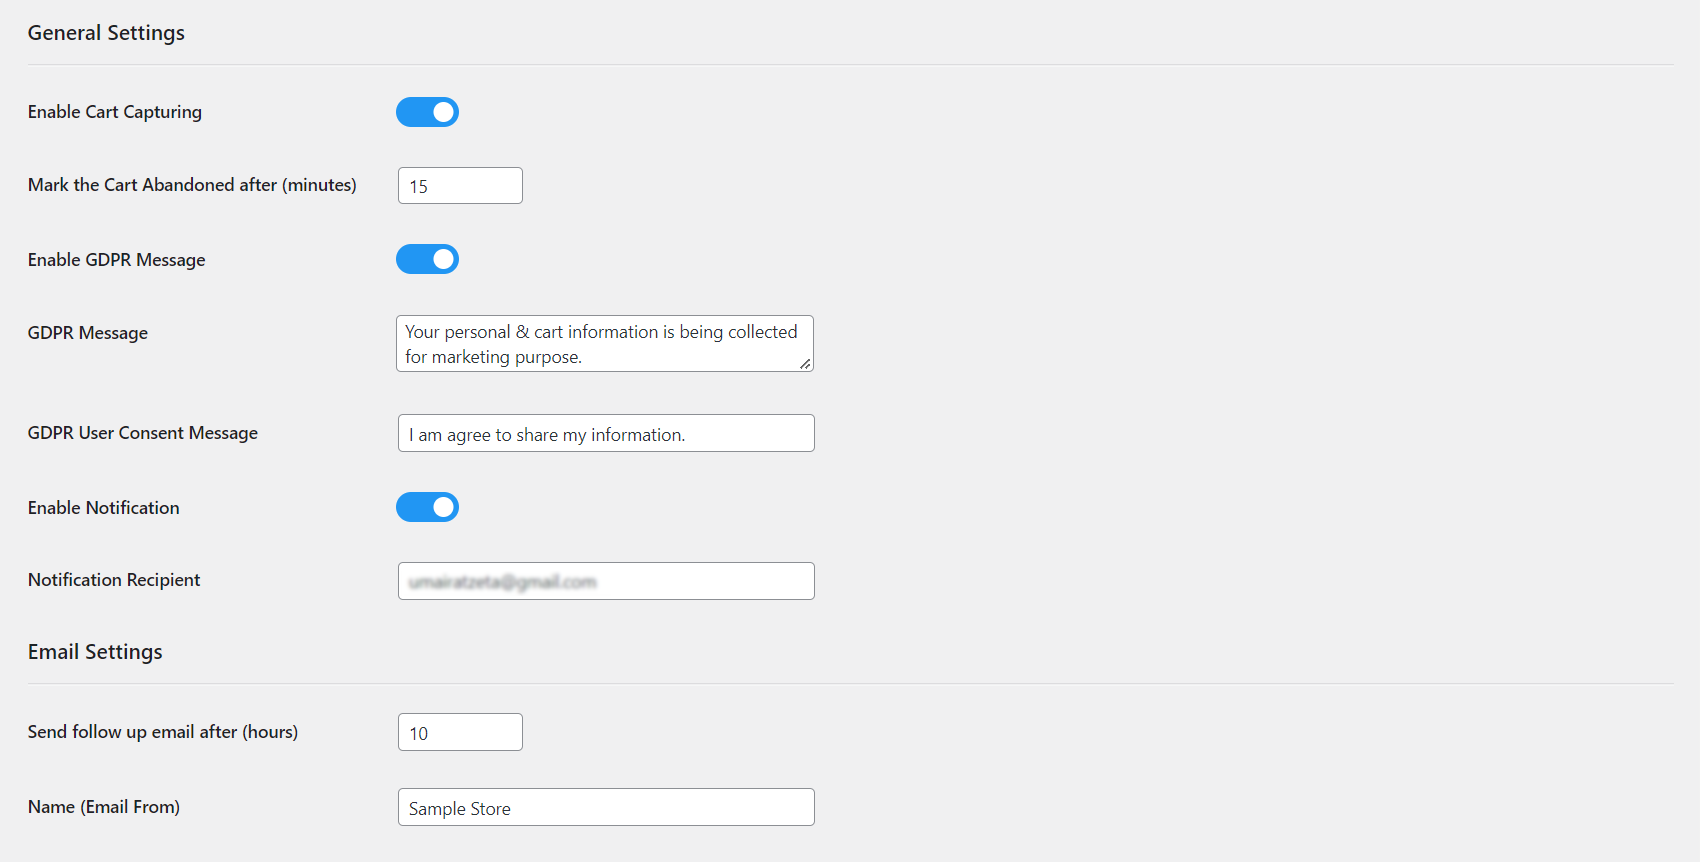 General Settings
Enable Cart Capturing
Mark the Cart Abandoned after (minutes)
15
Enable GDPR Message
GDPR Message
Your personal & cart information is being collected
for marketing purpose.
GDPR User Consent Message
I am agree to share my information.
Enable Notification
Notification Recipient
Email Settings
Send follow up email after (hours)
10
Name (Email From)
Sample Store